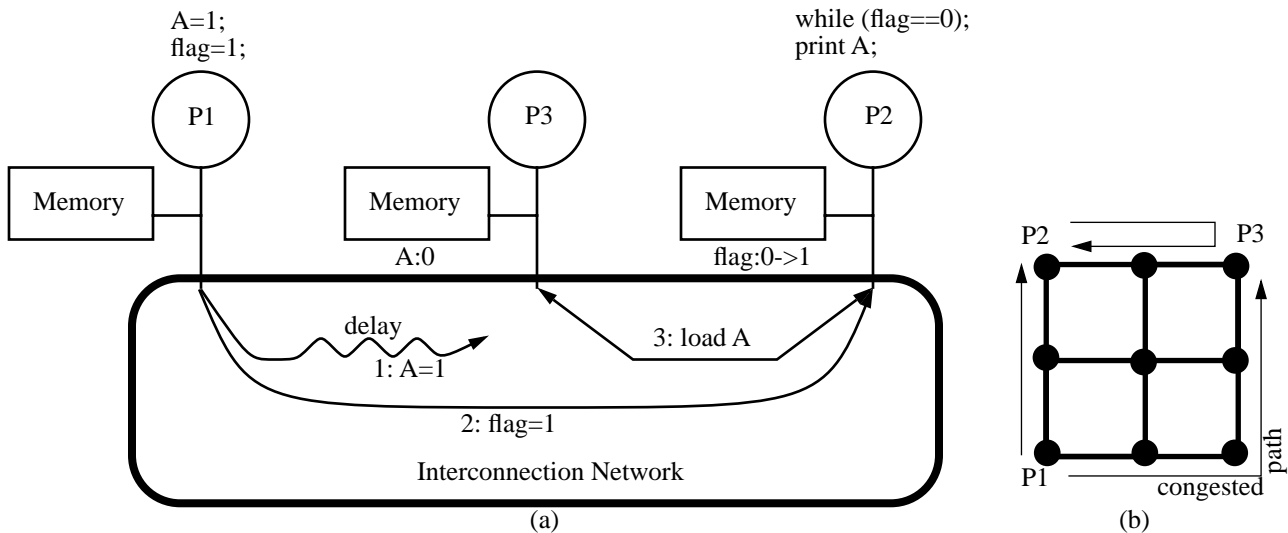 A=1;
flag=1;
while (flag==0);
print A;
P1
P3
P2
Memory
Memory
Memory
A:0
flag:0->1
delay
1: A=1
3: load A
2: flag=1
Interconnection Network
(a)
P2
P3
P1
congested
path
(b)